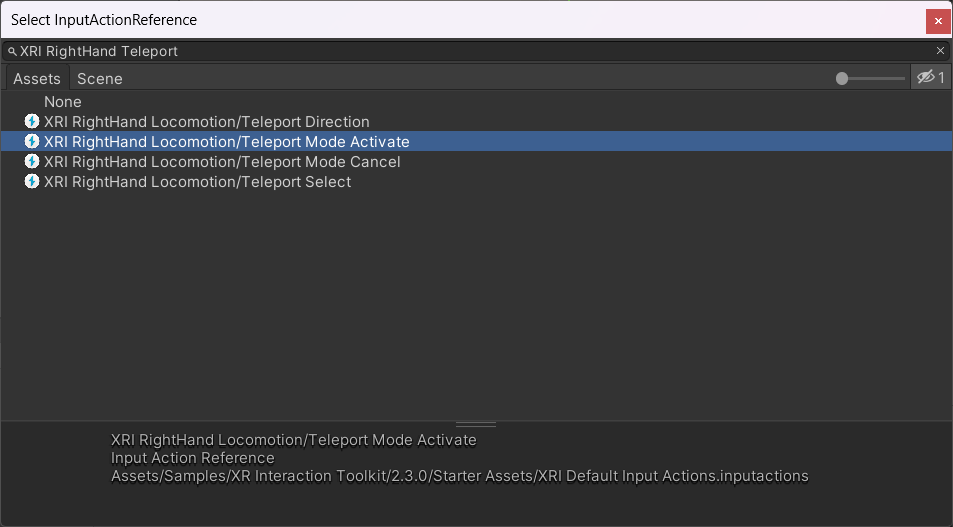 Select InputActionReference
XRI RightHand Teleport
Assets Scene 1
None
XRI RightHand Locomotion/Teleport Direction
XRI RightHand Locomotion/Teleport Mode Activate
XRI RightHand Locomotion/Teleport Mode Cancel
XRI RightHand Locomotion/Teleport Select
XRI RightHand Locomotion/Teleport Mode Activate
Input Action Reference
Assets/Samples/XR Interaction Toolkit/2.3.0/Starter Assets/XRI Default Input Actions.inputactions